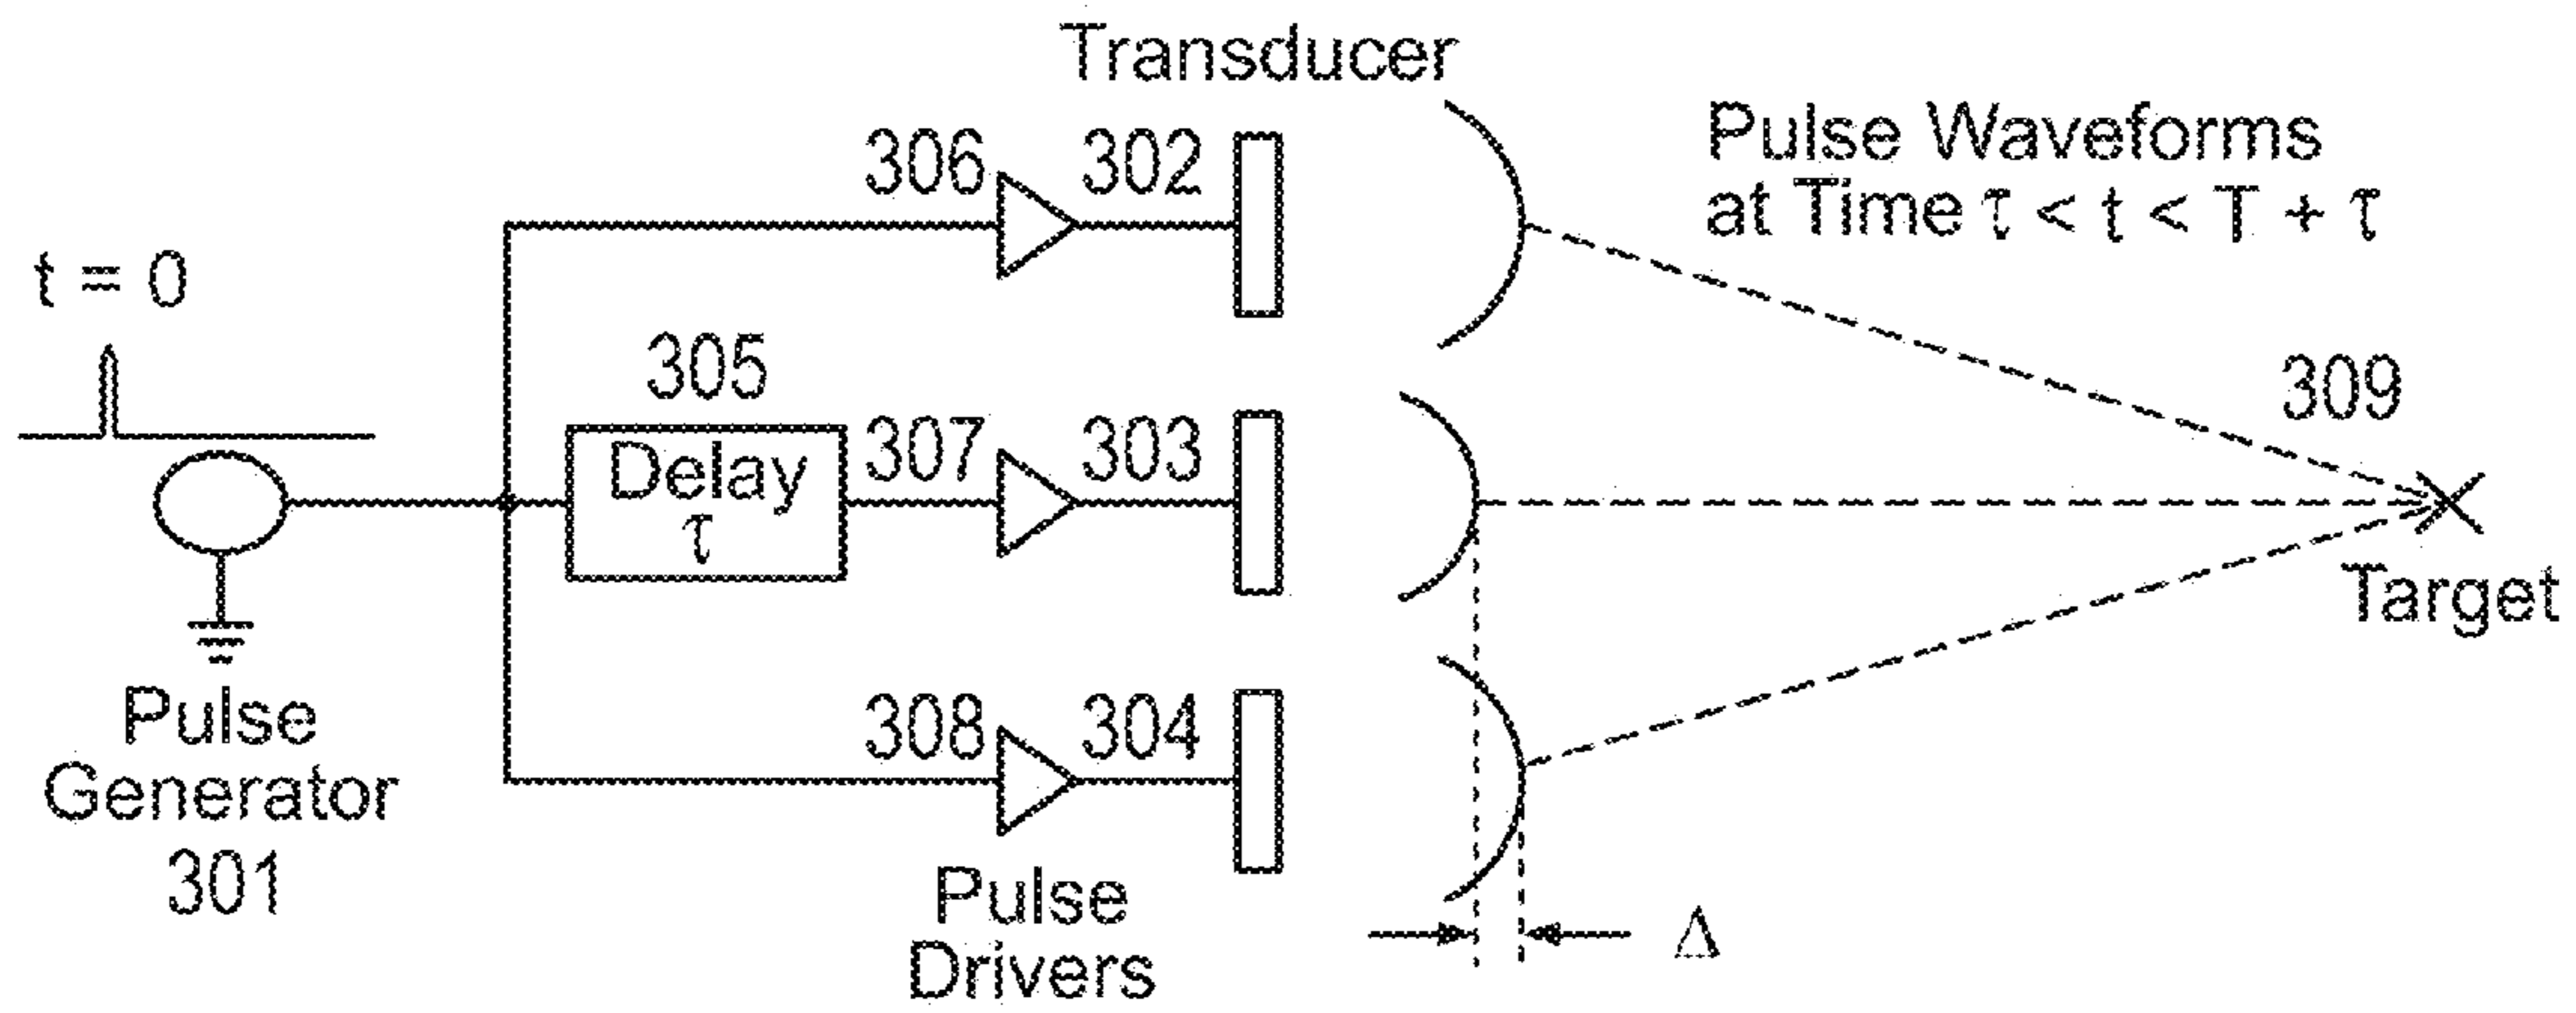 Transducer
Pulse Waveforms
at Time τ < t < T + τ
306
302
t = 0
305
Delay
τ
307
303
309
Target
Pulse
Generator
301
308
304
Pulse
Drivers
Δ